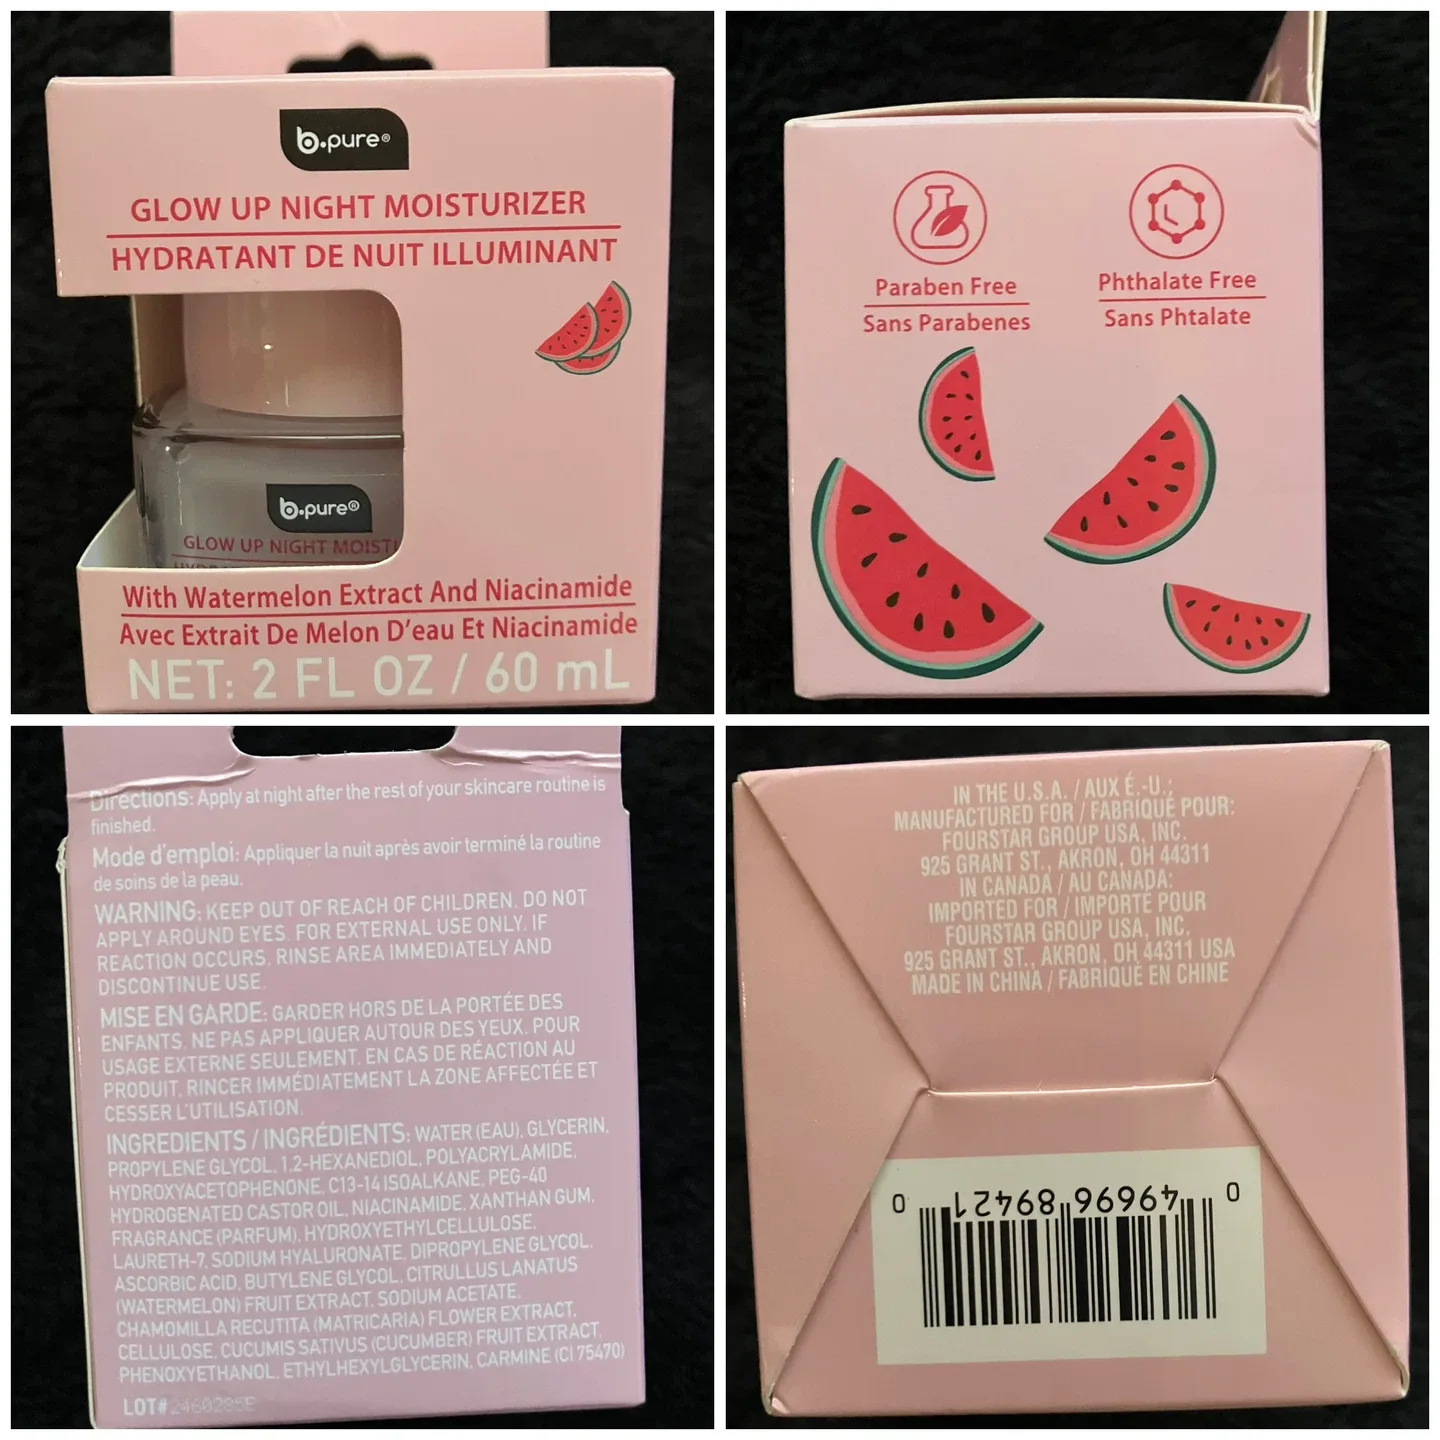 b.pure®
GLOW UP NIGHT MOISTURIZER
HYDRATANT DE NUIT ILLUMINANT
b.pure®
GLOW UP NIGHT MOISTU
With Watermelon Extract And Niacinamide
Avec Extrait De Melon D'eau Et Niacinamide
NET: 2 FL OZ / 60 mL
Paraben Free
Sans Parabenes
Phthalate Free
Sans Phtalate
Directions: Apply at night after the rest of your skincare routine is
finished.
Mode d'emploi: Appliquer la nuit après avoir terminé la routine
de soins de la peau.
WARNING: KEEP OUT OF REACH OF CHILDREN. DO NOT
APPLY AROUND EYES. FOR EXTERNAL USE ONLY. IF
REACTION OCCURS, RINSE AREA IMMEDIATELY AND
DISCONTINUE USE.
MISE EN GARDE: GARDER HORS DE LA PORTÉE DES
ENFANTS. NE PAS APPLIQUER AUTOUR DES YEUX. POUR
USAGE EXTERNE SEULEMENT. EN CAS DE RÉACTION AU
PRODUIT, RINCER IMMÉDIATEMENT LA ZONE AFFECTÉE ET
CESSER L'UTILISATION.
INGREDIENTS / INGRÉDIENTS: WATER (EAU), GLYCERIN,
PROPYLENE GLYCOL, 1,2-HEXANEDIOL, POLYACRYLAMIDE,
HYDROXYACETOPHENONE, C13-14 ISOALKANE, PEG-40
HYDROGENATED CASTOR OIL, NIACINAMIDE, XANTHAN GUM,
FRAGRANCE (PARFUM), HYDROXYETHYLCELLULOSE,
LAURETH-7, SODIUM HYALURONATE, DIPROPYLENE GLYCOL,
ASCORBIC ACID, BUTYLENE GLYCOL, CITRULLUS LANATUS
(WATERMELON) FRUIT EXTRACT, SODIUM ACETATE,
CHAMOMILLA RECUTITA (MATRICARIA) FLOWER EXTRACT,
CELLULOSE, CUCUMIS SATIVUS (CUCUMBER) FRUIT EXTRACT,
PHENOXYETHANOL, ETHYLHEXYLGLYCERIN, CARMINE (CI 75470)
LOT# 2460295E
IN THE U.S.A. / AUX É.-U.:
MANUFACTURED FOR / FABRIQUÉ POUR:
FOURSTAR GROUP USA, INC.
925 GRANT ST., AKRON, OH 44311
IN CANADA / AU CANADA:
IMPORTED FOR / IMPORTÉ POUR
FOURSTAR GROUP USA, INC.
925 GRANT ST., AKRON, OH 44311 USA
MADE IN CHINA / FABRIQUÉ EN CHINE
0 49696 89421 0